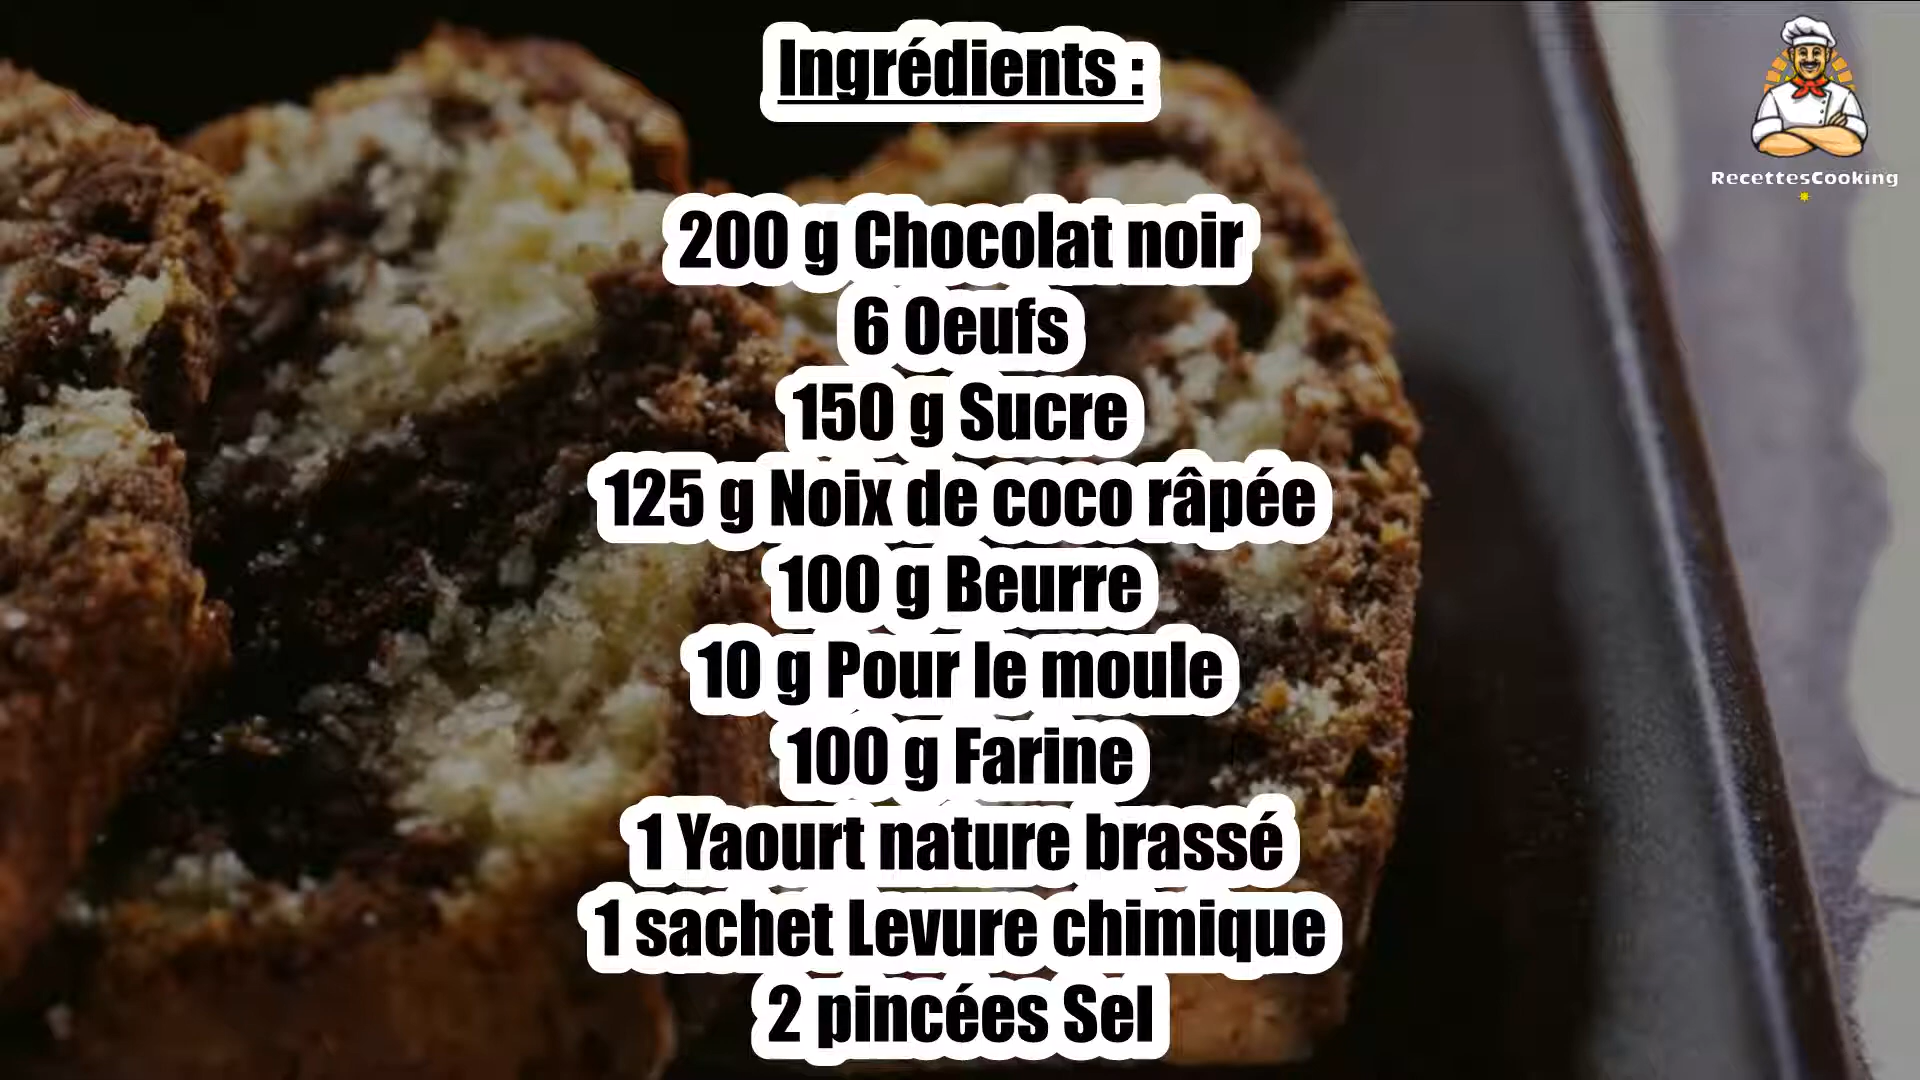 Ingrédients :
RecettesCooking
200 g Chocolat noir
6 Oeufs
150 g Sucre
125 g Noix de coco râpée
100 g Beurre
10 g Pour le moule
100 g Farine
1 Yaourt nature brassé
1 sachet Levure chimique
2 pincées Sel